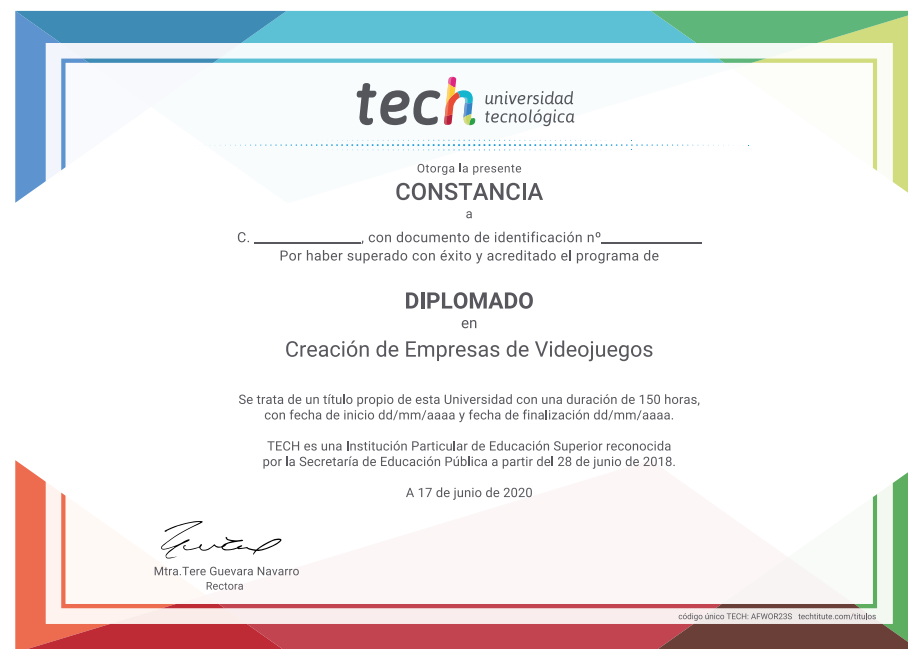 tech universidad
tecnológica
Otorga la presente
CONSTANCIA
a
C. ____________, con documento de identificación nº____________
Por haber superado con éxito y acreditado el programa de
DIPLOMADO
en
Creación de Empresas de Videojuegos
Se trata de un título propio de esta Universidad con una duración de 150 horas,
con fecha de inicio dd/mm/aaaa y fecha de finalización dd/mm/aaaa.
TECH es una Institución Particular de Educación Superior reconocida
por la Secretaría de Educación Pública a partir del 28 de junio de 2018.
A 17 de junio de 2020
Mtra.Tere Guevara Navarro
Rectora
código único TECH: AFWOR23S techtitute.com/titulos